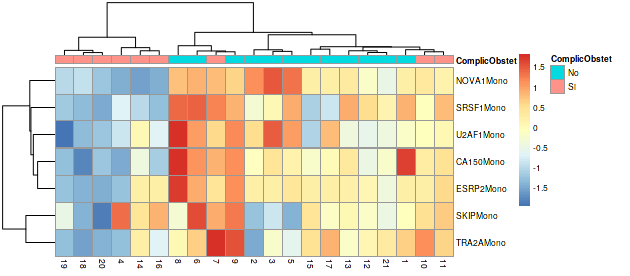 ComplicObstet
NOVA1Mono
SRSF1Mono
U2AF1Mono
CA150Mono
ESRP2Mono
SKIPMono
TRA2AMono
19 18 20 4 14 16 8 6 7 9 2 3 5 15 17 13 12 21 1 10 11
1.5
1
0.5
0
-0.5
-1
-1.5
ComplicObstet
No
SI